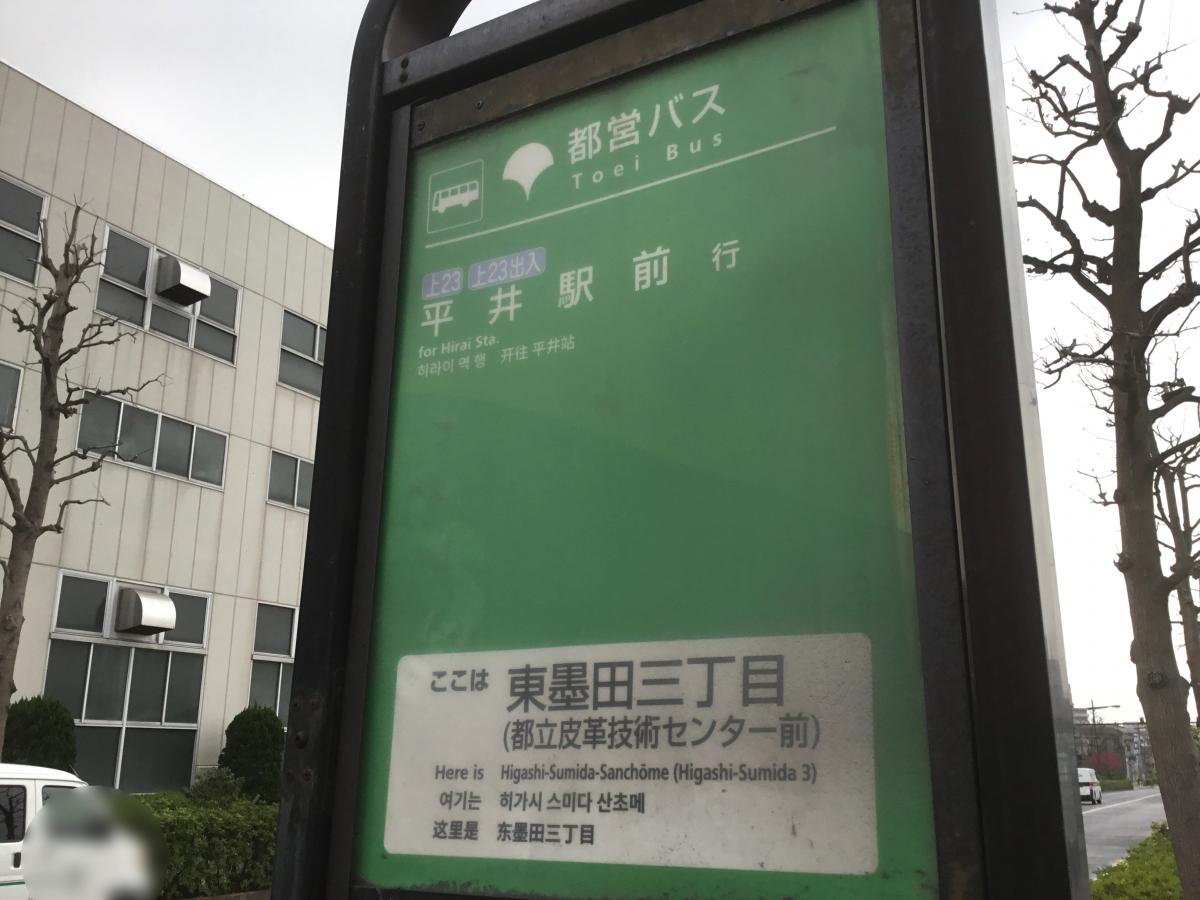 都営バス
Toei Bus
上23 上23出入
平井駅前 行
for Hirai Sta.
히라이 역 행 开往 平井站
ここは 東墨田三丁目
(都立皮革技術センター前)
Here is Higashi-Sumida-Sanchōme (Higashi-Sumida 3)
여기는 히가시 스미다 산초메
这里是 东墨田三丁目